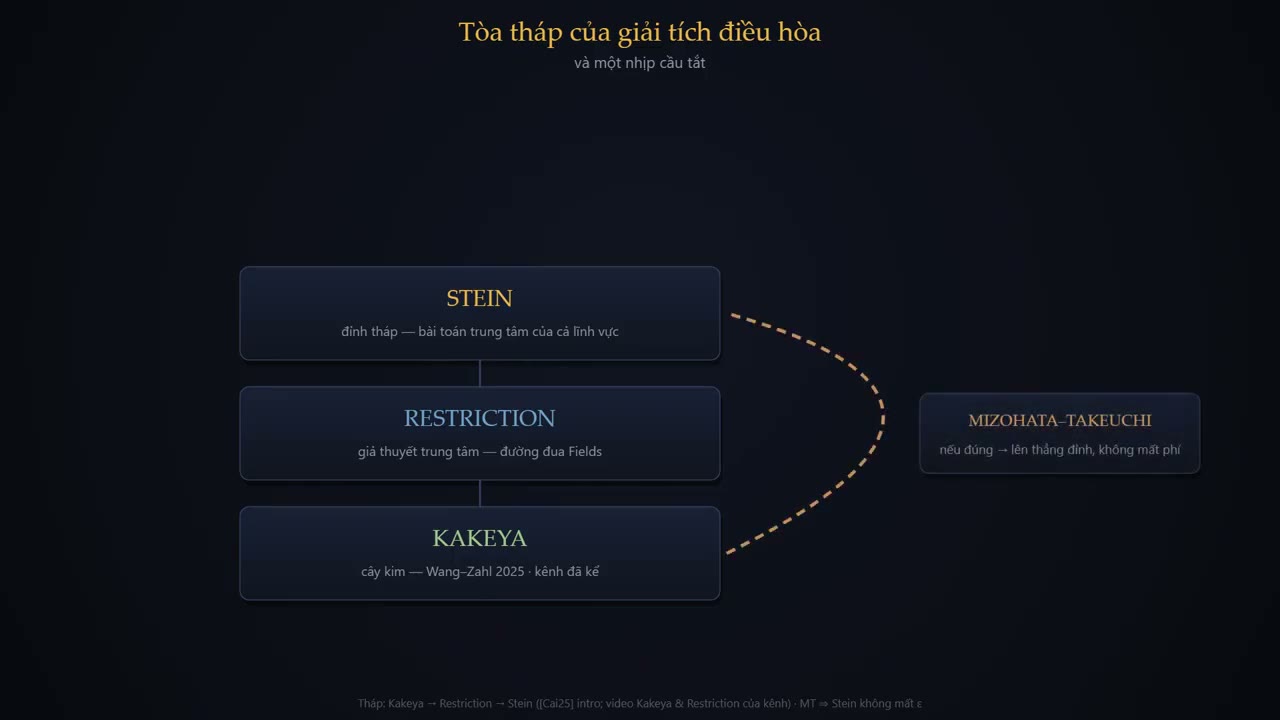 Tòa tháp của giải tích điều hòa
và một nhịp cầu tắt
STEIN
đỉnh tháp — bài toán trung tâm của cả lĩnh vực
RESTRICTION
giả thuyết trung tâm — đường đua Fields
MIZOHATA–TAKEUCHI
nếu đúng → lên thẳng đỉnh, không mất phí
KAKEYA
cây kim — Wang–Zahl 2025 · kênh đã kể
Tháp: Kakeya → Restriction → Stein ([Cai25] intro; video Kakeya & Restriction của kênh) · MT ⇒ Stein không mất ε